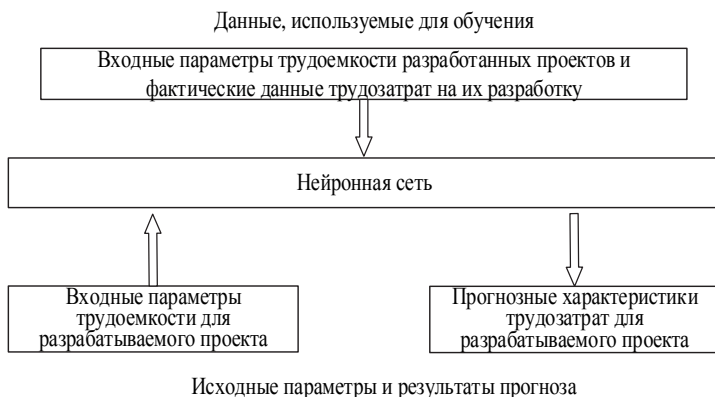 Данные, используемые для обучения
Входные параметры трудоемкости разработанных проектов и
фактические данные трудозатрат на их разработку
Нейронная сеть
Входные параметры
трудоемкости для
разрабатываемого проекта
Прогнозные характеристики
трудозатрат для
разрабатываемого проекта
Исходные параметры и результаты прогноза